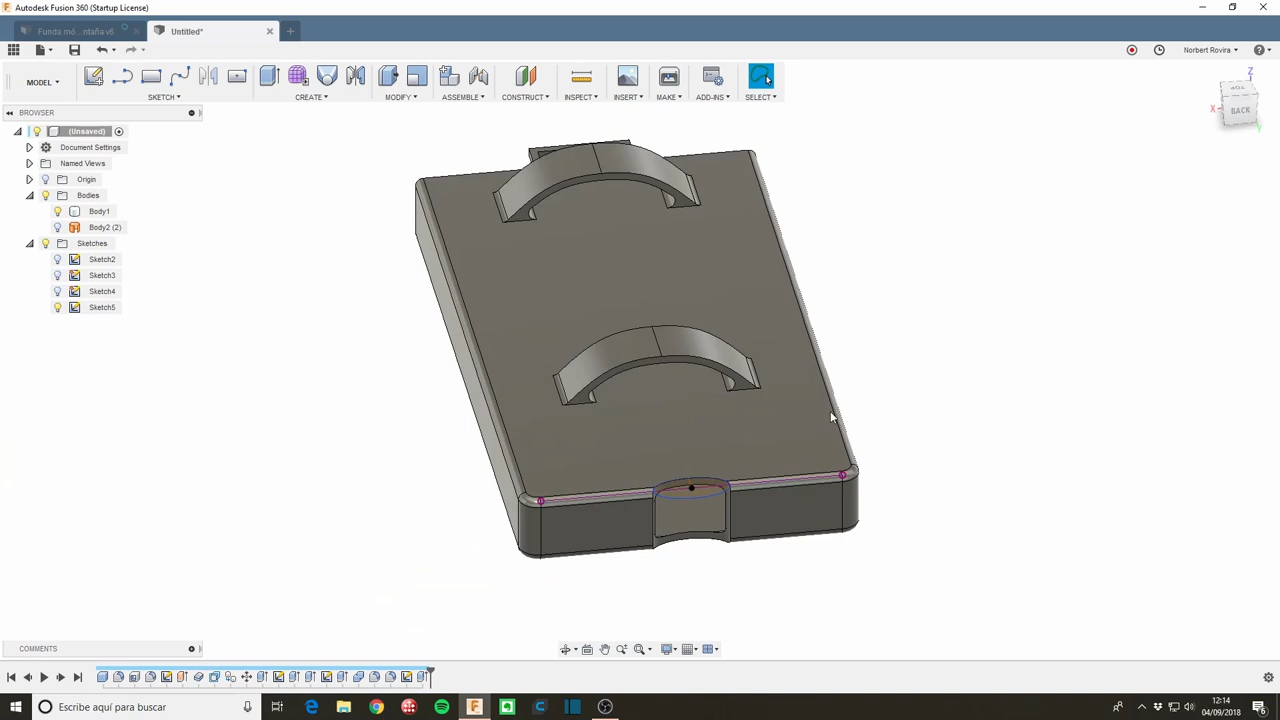 Autodesk Fusion 360 (Startup License)
Funda mó ...ntaña v6
Untitled*
Norbert Rovira
MODEL
SKETCH
CREATE
MODIFY
ASSEMBLE
CONSTRUCT
INSPECT
INSERT
MAKE
ADD-INS
SELECT
BROWSER
(Unsaved)
Document Settings
Named Views
Origin
Bodies
Body1
Body2 (2)
Sketches
Sketch2
Sketch3
Sketch4
Sketch5
Z
X
BACK
COMMENTS
Escribe aquí para buscar
12:14
04/09/2018
6